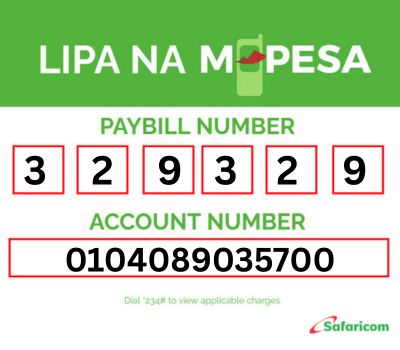 LIPA NA M-PESA
PAYBILL NUMBER
3 2 9 3 2 9
ACCOUNT NUMBER
0104089035700
Dial *234# to view applicable charges
Safaricom